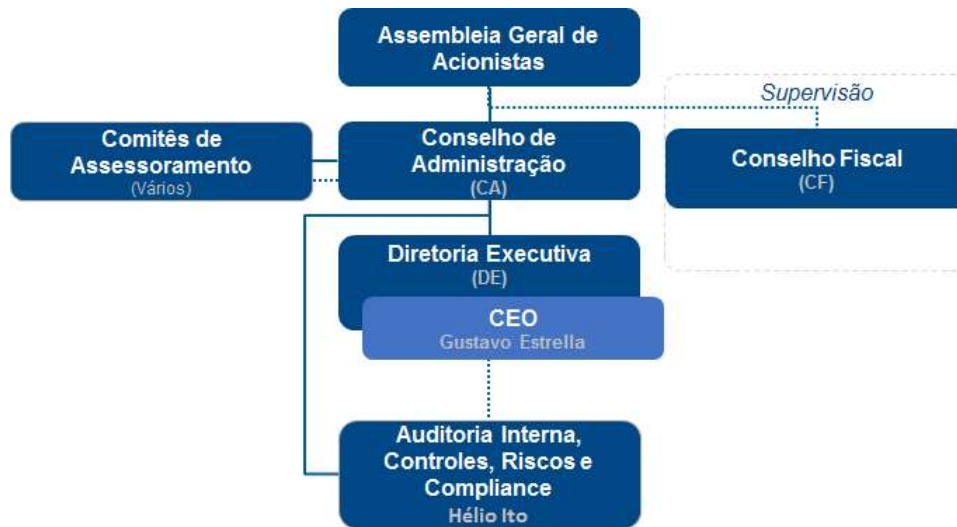 Assembleia Geral de
Acionistas
Supervisão
Comitês de
Assessoramento
(Vários)
Conselho de
Administração
(CA)
Conselho Fiscal
(CF)
Diretoria Executiva
(DE)
CEO
Gustavo Estrella
Auditoria Interna,
Controles, Riscos e
Compliance
Hélio Ito